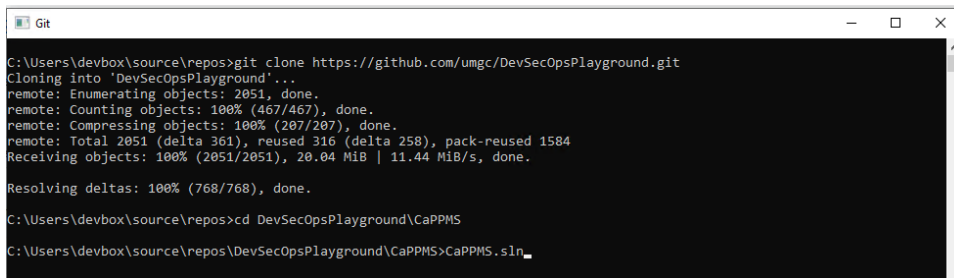 Git
C:\Users\devbox\source\repos>git clone https://github.com/umgc/DevSecOpsPlayground.git
Cloning into 'DevSecOpsPlayground'...
remote: Enumerating objects: 2051, done.
remote: Counting objects: 100% (467/467), done.
remote: Compressing objects: 100% (207/207), done.
remote: Total 2051 (delta 361), reused 316 (delta 258), pack-reused 1584
Receiving objects: 100% (2051/2051), 20.04 MiB | 11.44 MiB/s, done.
Resolving deltas: 100% (768/768), done.
C:\Users\devbox\source\repos>cd DevSecOpsPlayground\CaPPMS
C:\Users\devbox\source\repos\DevSecOpsPlayground\CaPPMS>CaPPMS.sln